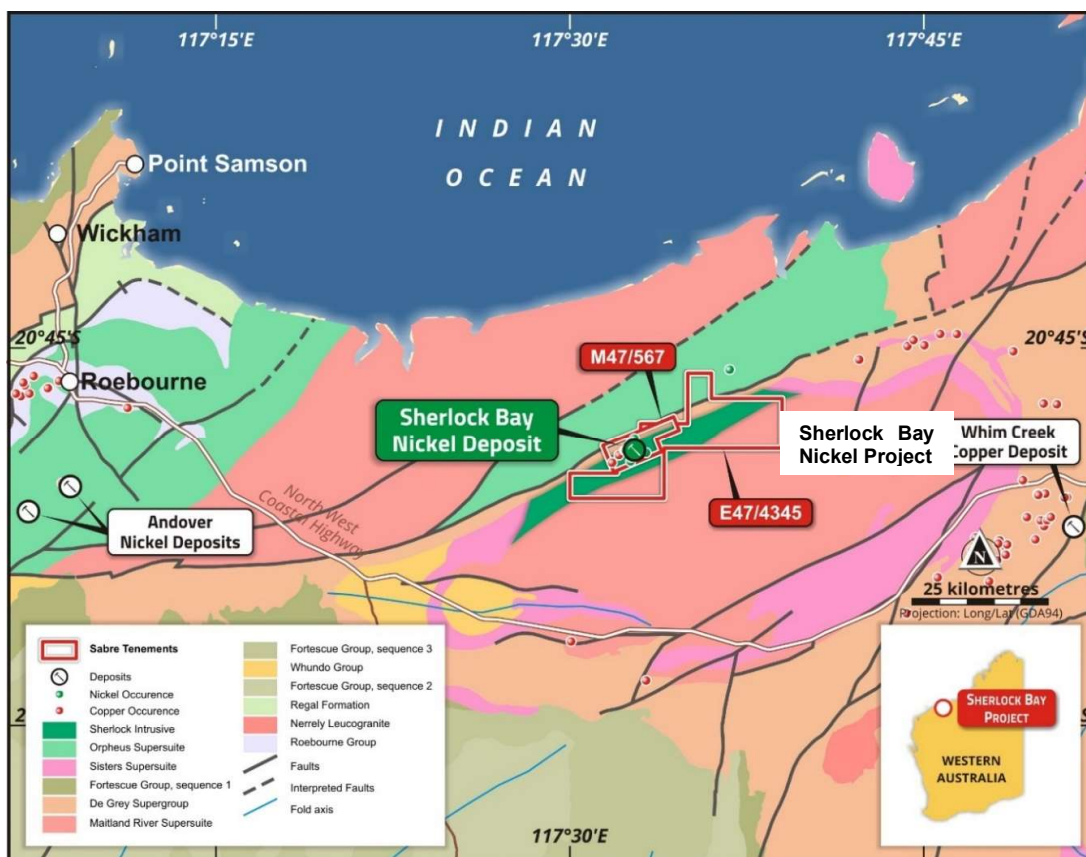 117°15'E
117°30'E
117°45'E
INDIAN
OCEAN
Point Samson
Wickham
20°45'S
20°45'S
Roebourne
M47/567
Sherlock Bay
Nickel Deposit
Sherlock Bay
Nickel Project
Whim Creek
Copper Deposit
E47/4345
Andover
Nickel Deposits
North West
Coastal Highway
N
25 kilometres
Projection: Long/Lat (GDA94)
Sabre Tenements
Deposits
Nickel Occurence
Copper Occurence
Sherlock Intrusive
Orpheus Supersuite
Sisters Supersuite
Fortescue Group, sequence 1
De Grey Supergroup
Maitland River Supersuite
Fortescue Group, sequence 3
Whundo Group
Fortescue Group, sequence 2
Regal Formation
Nerrely Leucogranite
Roebourne Group
Faults
Interpreted Faults
Fold axis
SHERLOCK BAY
PROJECT
WESTERN
AUSTRALIA
117°30'E